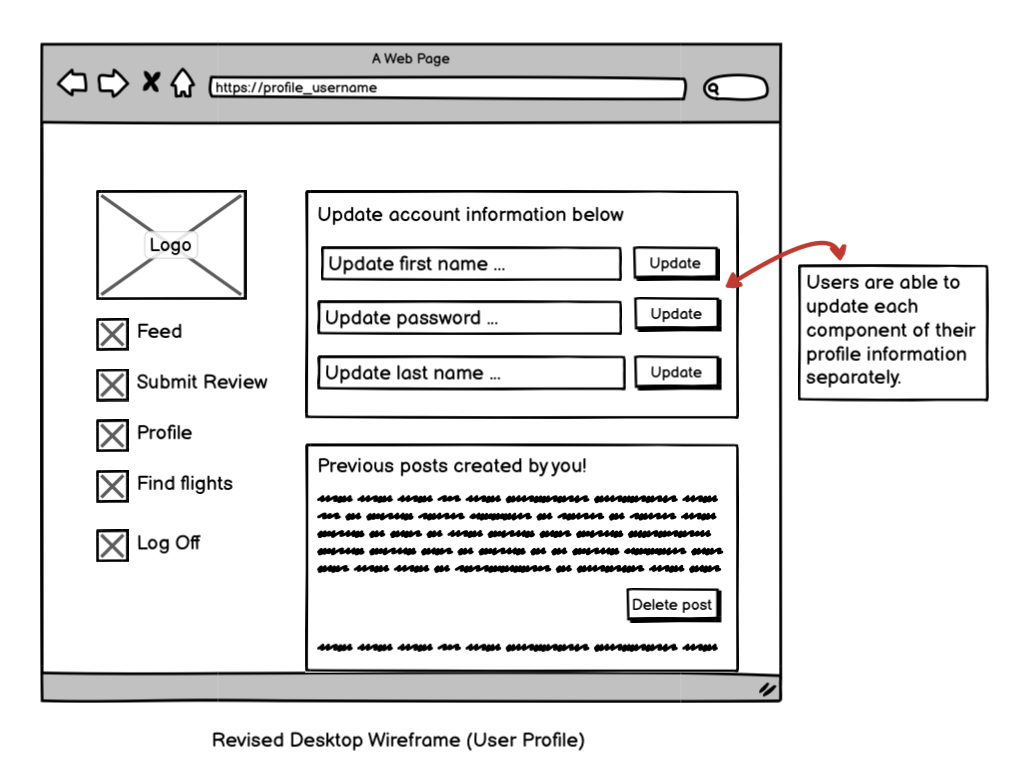 A Web Page
https://profile_username
Logo
Feed
Submit Review
Profile
Find flights
Log Off
Update account information below
Update first name ...
Update
Update password ...
Update
Update last name ...
Update
Users are able to
update each
component of their
profile information
separately.
Previous posts created by you!
Delete post
Revised Desktop Wireframe (User Profile)